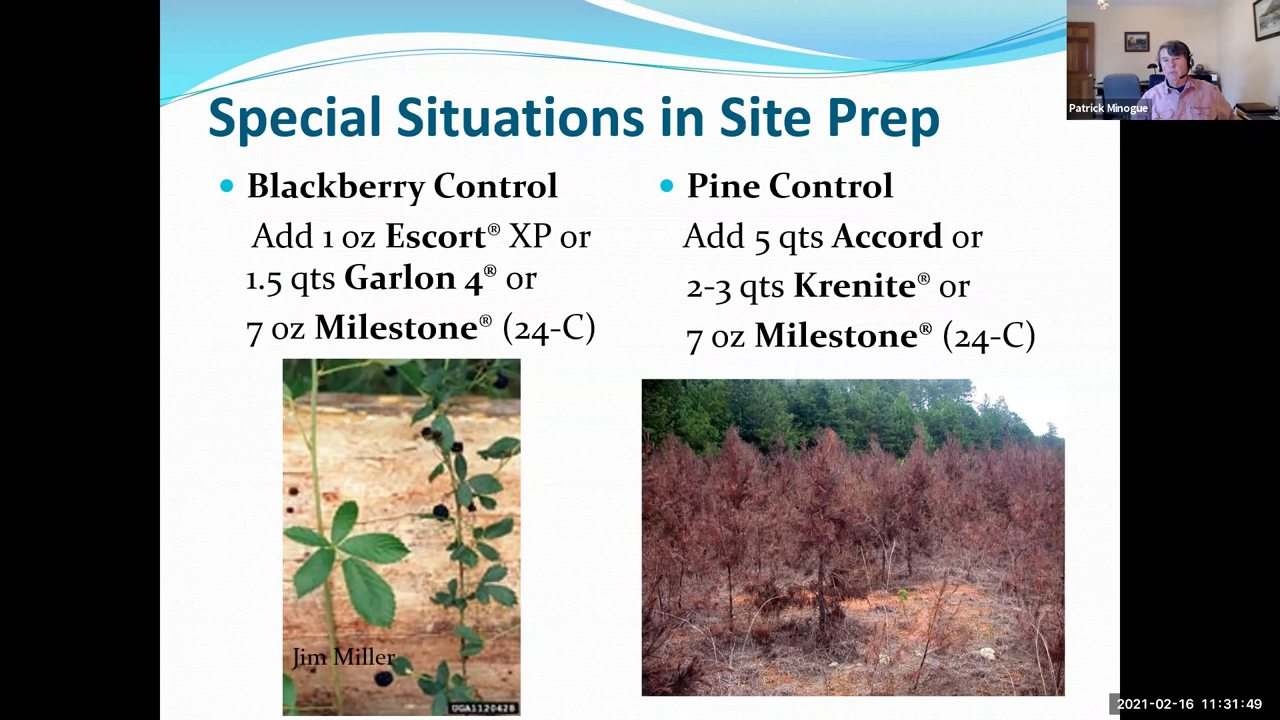 Special Situations in Site Prep
Blackberry Control
Add 1 oz Escort® XP or
1.5 qts Garlon 4® or
7 oz Milestone® (24-C)
Pine Control
Add 5 qts Accord or
2-3 qts Krenite® or
7 oz Milestone® (24-C)
Jim Miller
UGA1120428
Patrick Minogue
2021-02-16 11:31:49